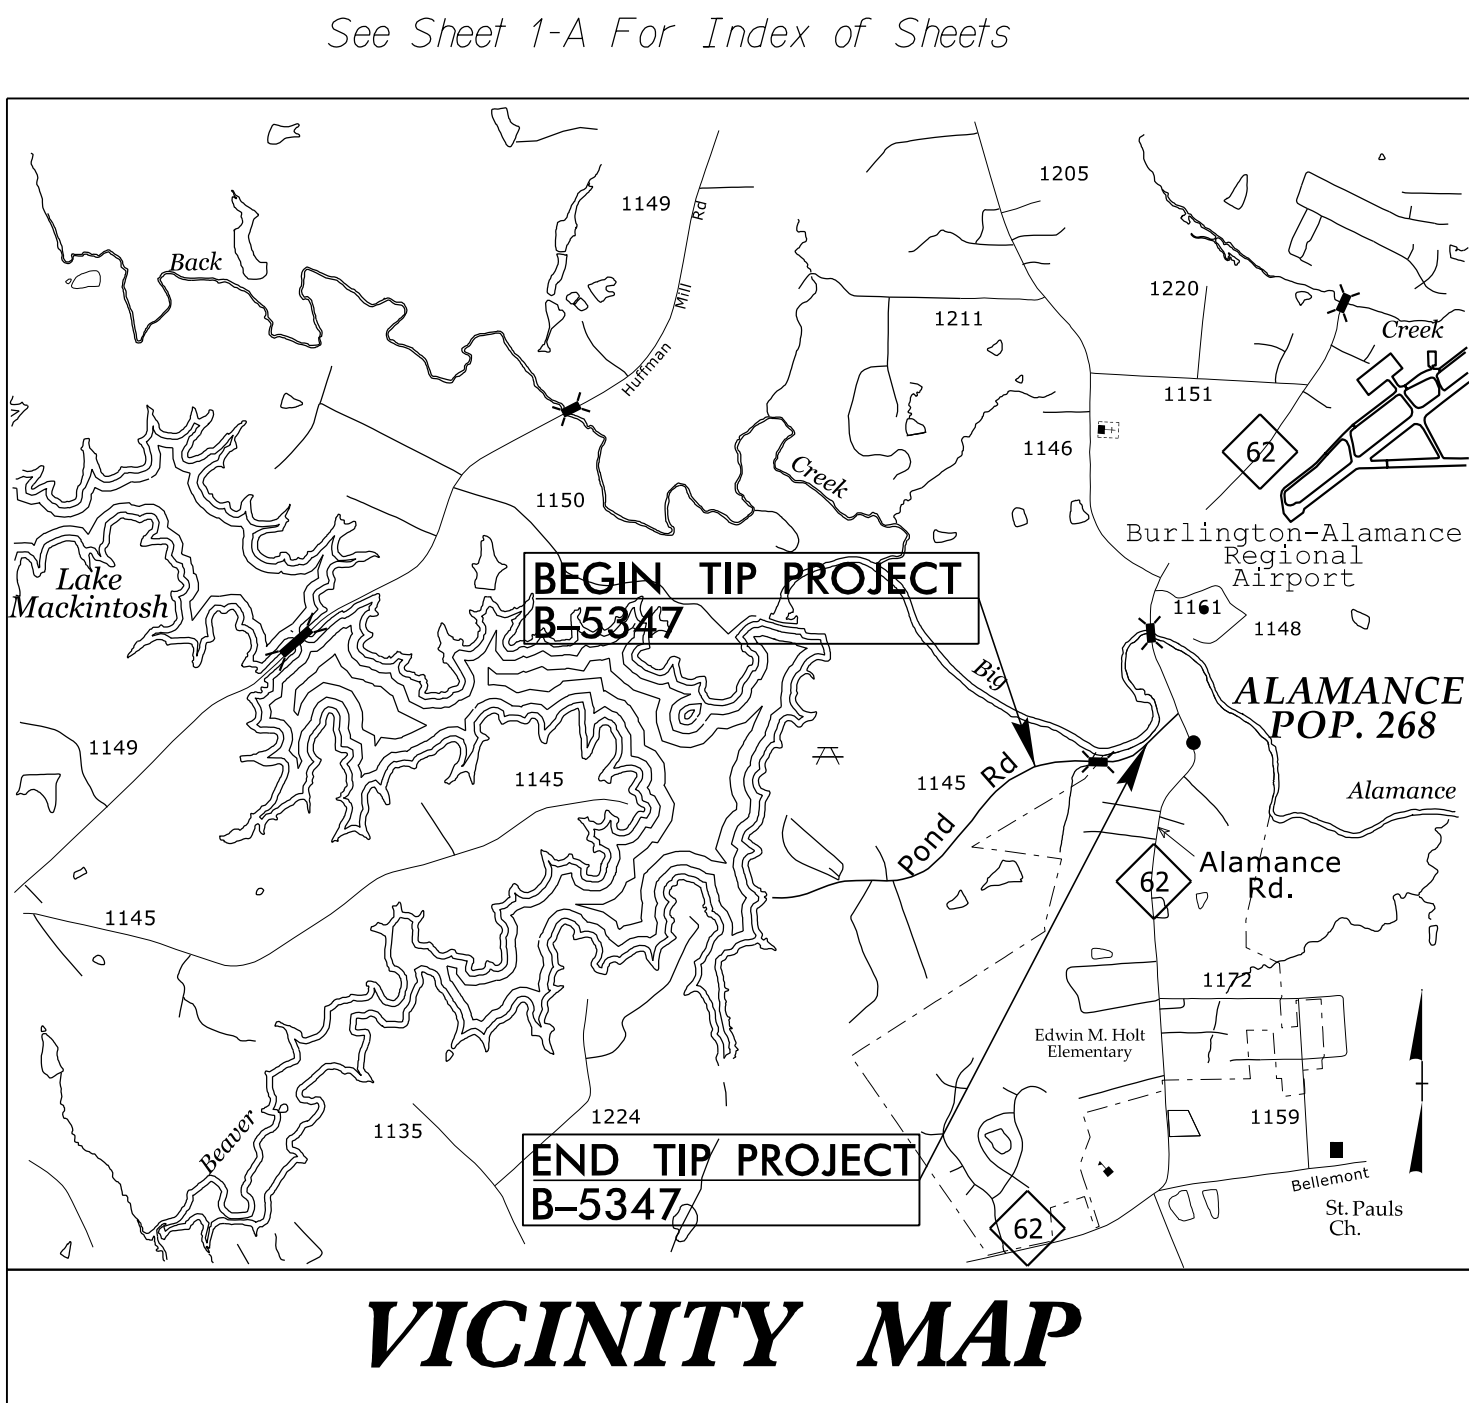 See Sheet 1-A For Index of Sheets
1205
1149
Rd
Back
Mill
1220
1211
Creek
Huffman
1151
62
1146
Creek
1150
Burlington-Alamance
Regional
Airport
Lake
Mackintosh
BEGIN TIP PROJECT
B-5347
1161
1148
Big
ALAMANCE
POP. 268
1149
1145
Rd
1145
Alamance
Pond
Alamance
Rd.
62
1145
1172
Edwin M. Holt
Elementary
1224
1135
1159
Beaver
END TIP PROJECT
B-5347
Bellemont
St. Pauls
Ch.
62
VICINITY MAP